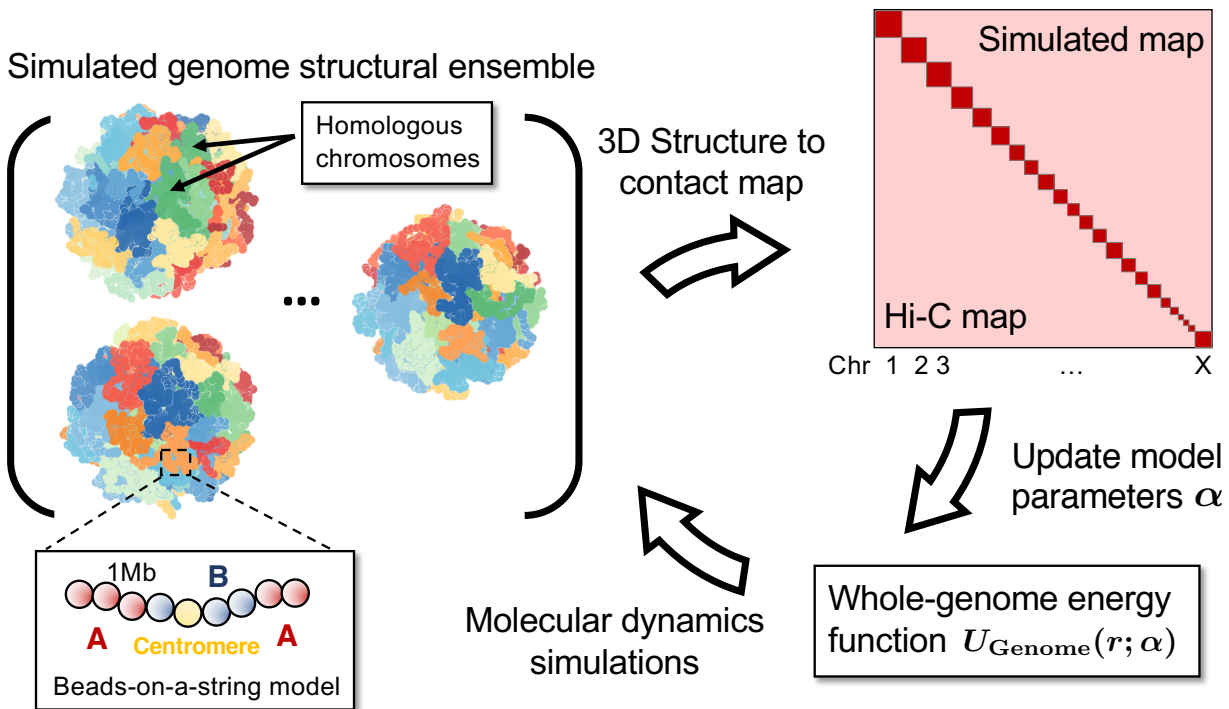 Simulated genome structural ensemble
Homologous
chromosomes
...
1Mb
B
A
Centromere
A
Beads-on-a-string model
3D Structure to
contact map
Simulated map
Hi-C map
Chr 1 2 3 ... X
Update model
parameters α
Whole-genome energy
function U_Genome(r; α)
Molecular dynamics
simulations